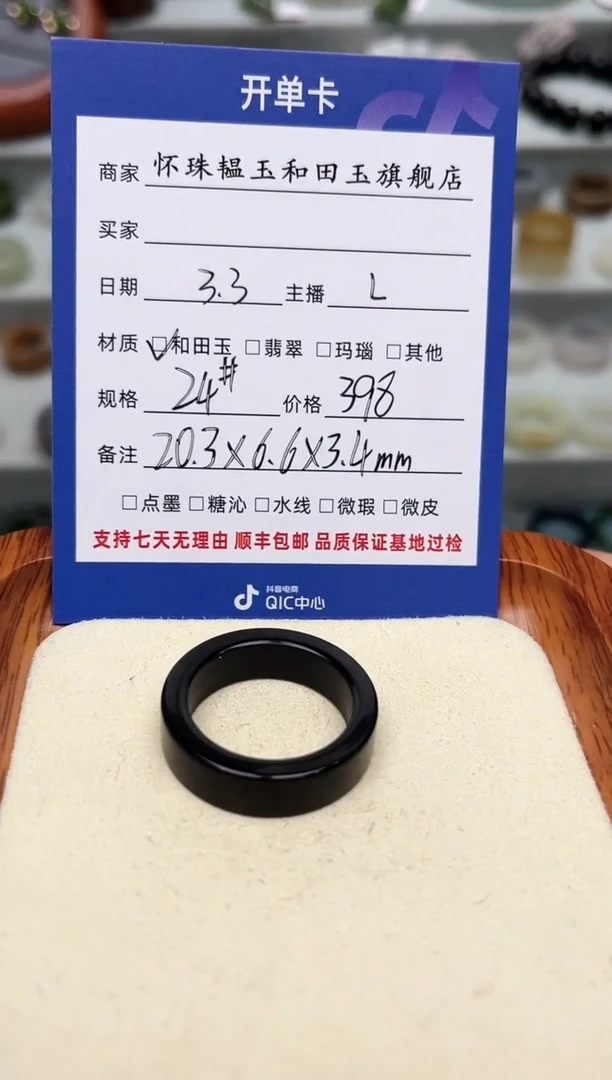 开单卡
商家 怀珠韫玉和田玉旗舰店
买家
日期 3.3 主播 L
材质 ☑和田玉 □翡翠 □玛瑙 □其他
规格 24# 价格 398
备注 20.3×6.6×3.4mm
□点墨 □糖沁 □水线 □微瑕 □微皮
支持七天无理由 顺丰包邮 品质保证基地过检
抖音电商
QIC中心